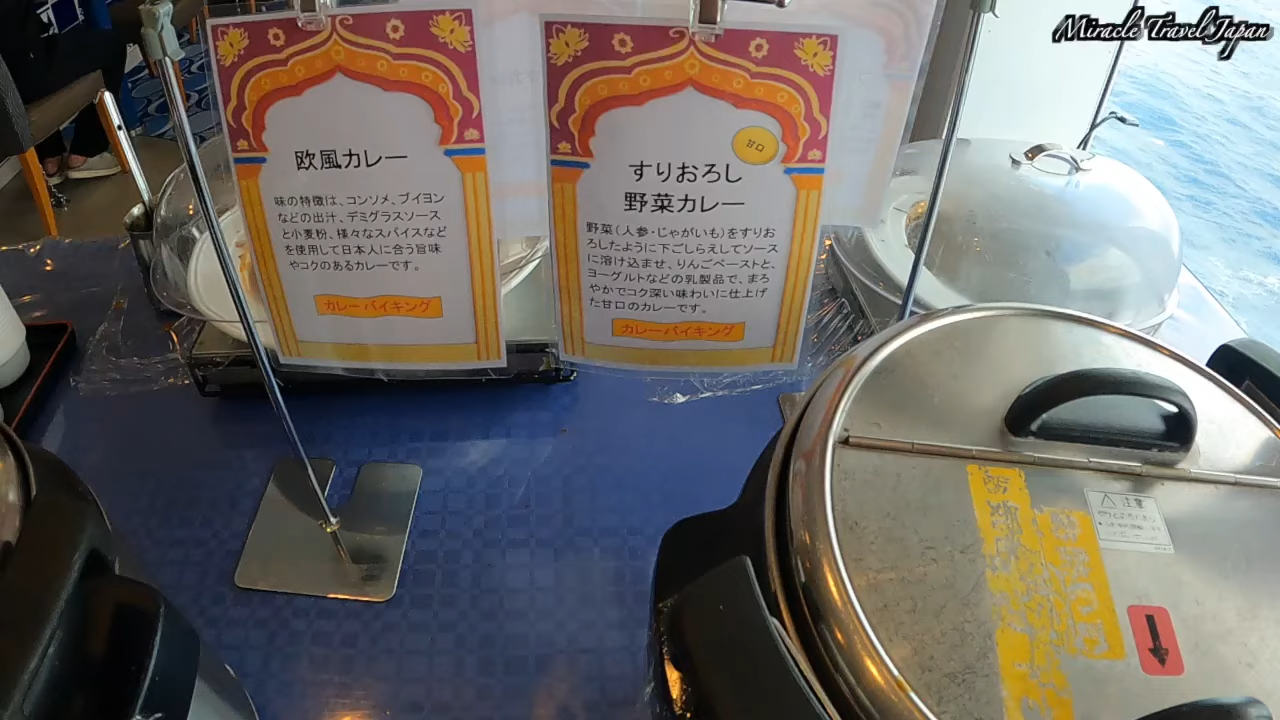 Miracle Travel Japan
欧風カレー
味の特徴は、コンソメ、ブイヨン
などの出汁、デミグラスソース
と小麦粉、様々なスパイスなど
を使用して日本人に合う旨味
やコクのあるカレーです。
カレーバイキング
甘口
すりおろし
野菜カレー
野菜(人参・じゃがいも)をすりお
ろしたように下ごしらえしてソース
に溶け込ませ、りんごペーストと、
ヨーグルトなどの乳製品で、まろ
やかでコク深い味わいに仕上げ
た甘口のカレーです。
カレーバイキング
注意